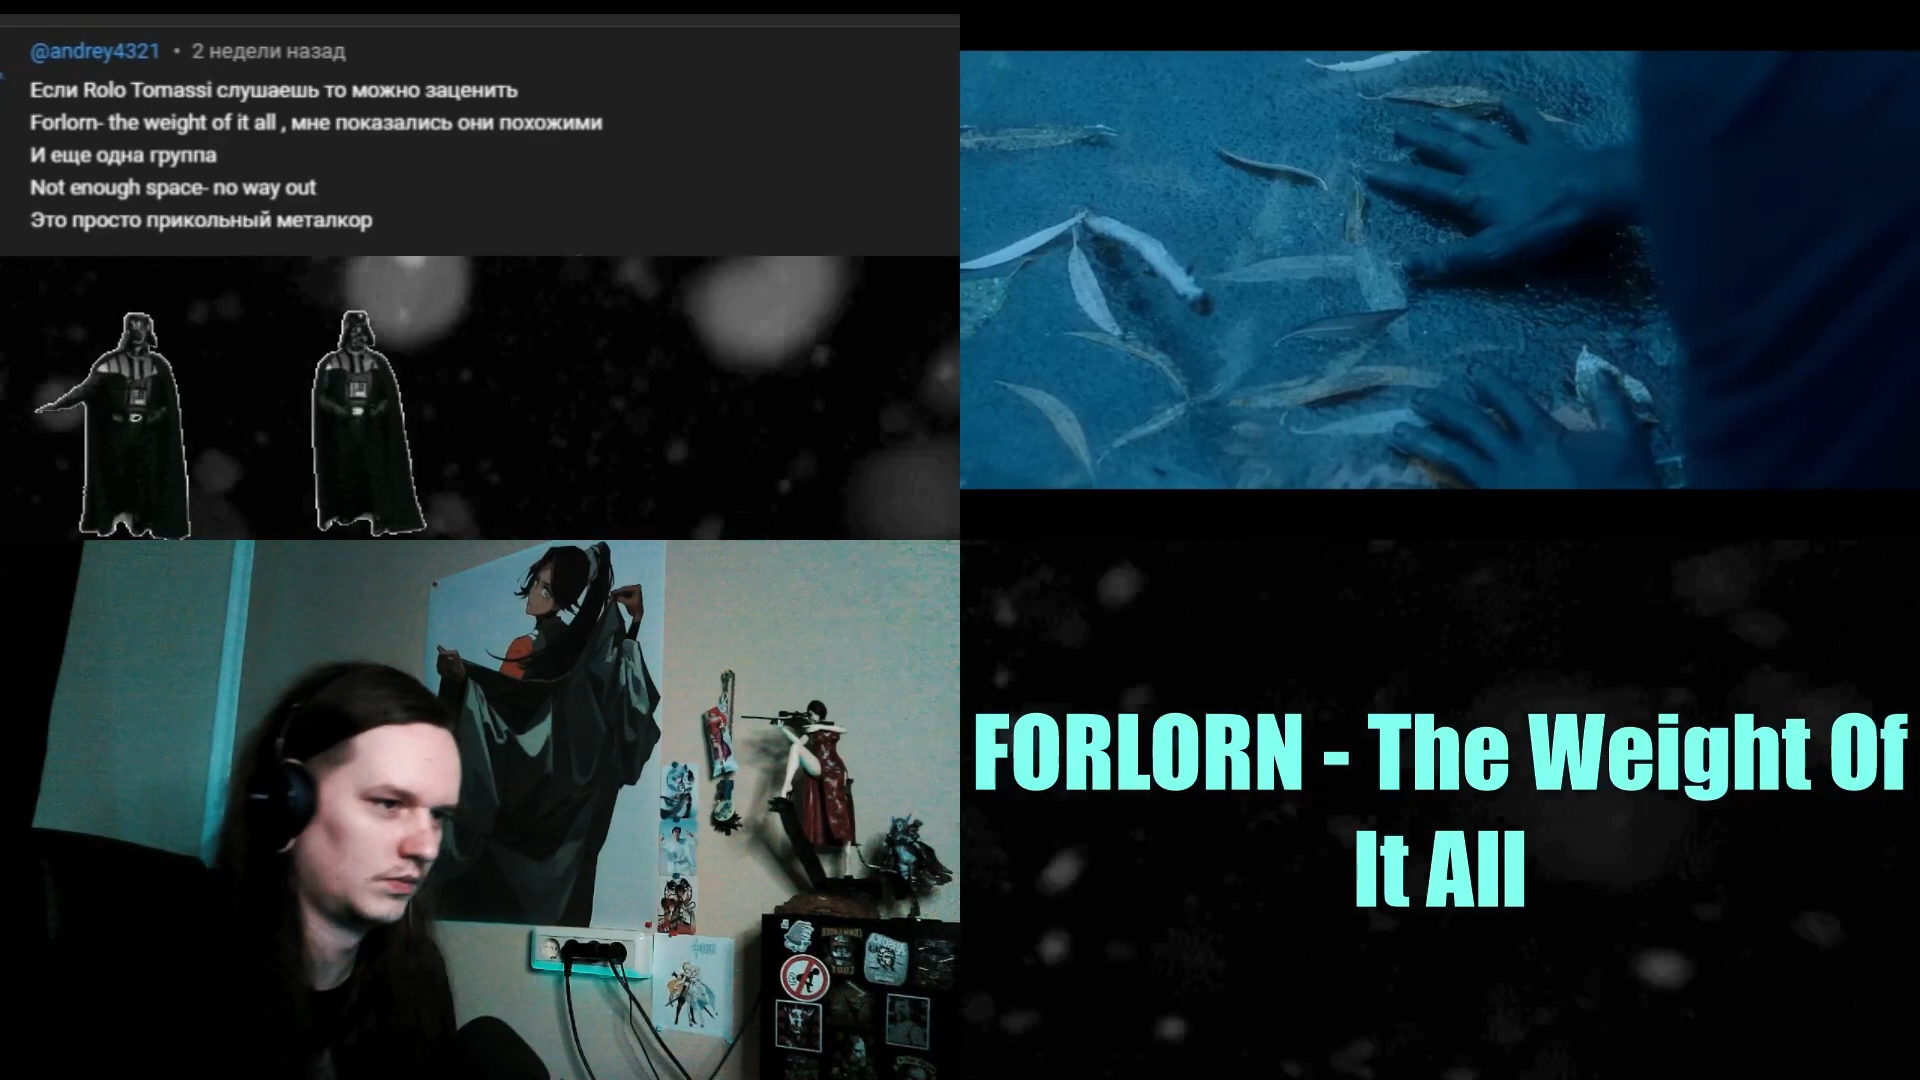 @andrey4321 • 2 недели назад
Если Rolo Tomassi слушаешь то можно заценить
Forlorn- the weight of it all , мне показались они похожими
И еще одна группа
Not enough space- no way out
Это просто прикольный металкор
FORLORN - The Weight Of
It All